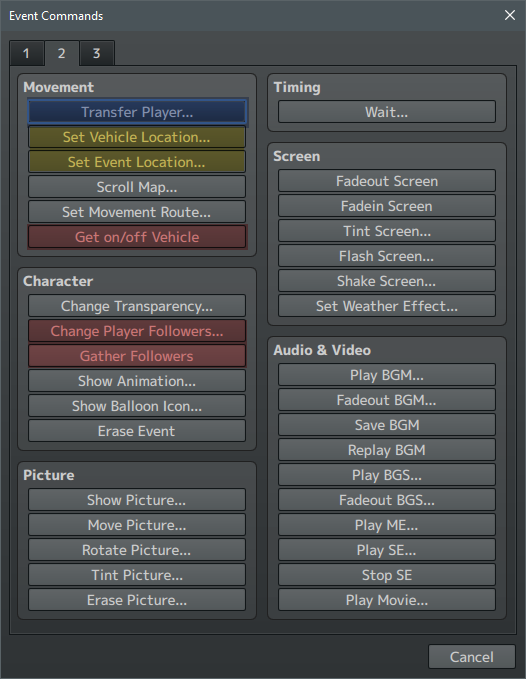 Event Commands
1 2 3
Movement
Transfer Player...
Set Vehicle Location...
Set Event Location...
Scroll Map...
Set Movement Route...
Get on/off Vehicle
Character
Change Transparency...
Change Player Followers...
Gather Followers
Show Animation...
Show Balloon Icon...
Erase Event
Picture
Show Picture...
Move Picture...
Rotate Picture...
Tint Picture...
Erase Picture...
Timing
Wait...
Screen
Fadeout Screen
Fadein Screen
Tint Screen...
Flash Screen...
Shake Screen...
Set Weather Effect...
Audio & Video
Play BGM...
Fadeout BGM...
Save BGM
Replay BGM
Play BGS...
Fadeout BGS...
Play ME...
Play SE...
Stop SE
Play Movie...
Cancel